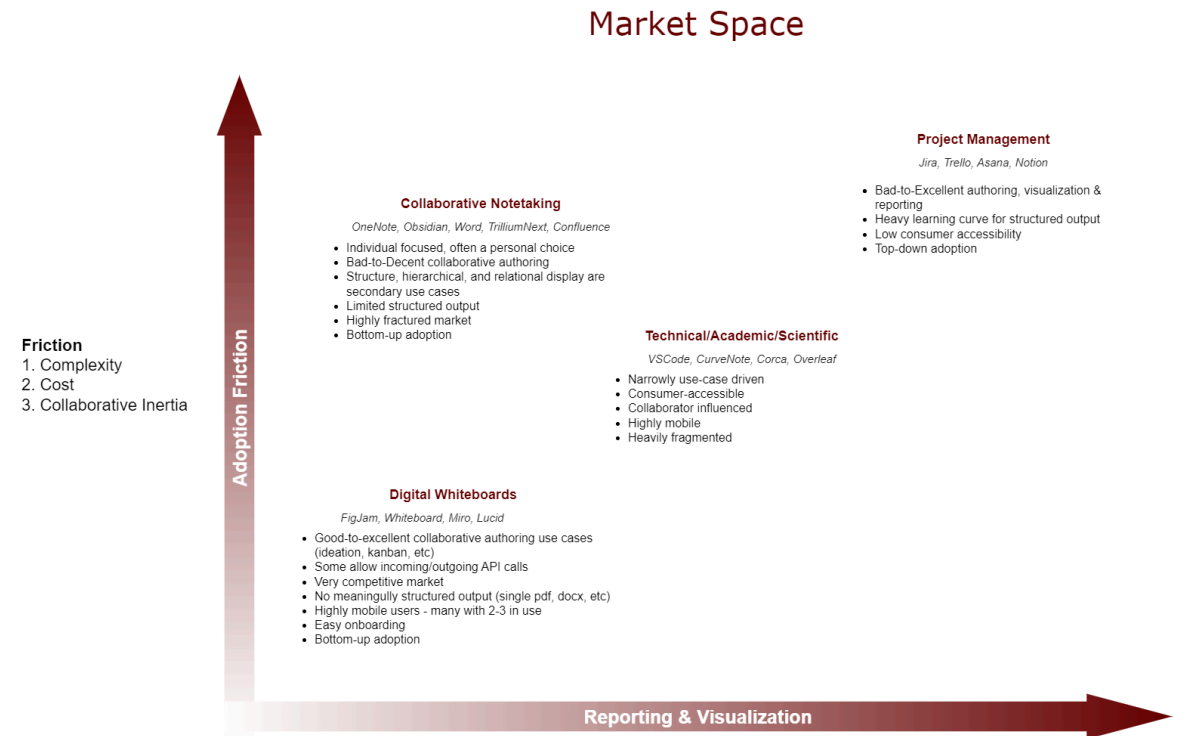 Market Space
Project Management
Jira, Trello, Asana, Notion
• Bad-to-Excellent authoring, visualization &
reporting
• Heavy learning curve for structured output
• Low consumer accessibility
• Top-down adoption
Collaborative Notetaking
OneNote, Obsidian, Word, TrilliumNext, Confluence
• Individual focused, often a personal choice
• Bad-to-Decent collaborative authoring
• Structure, hierarchical, and relational display are
secondary use cases
• Limited structured output
• Highly fractured market
• Bottom-up adoption
Technical/Academic/Scientific
VSCode, CurveNote, Corca, Overleaf
• Narrowly use-case driven
• Consumer-accessible
• Collaborator influenced
• Highly mobile
• Heavily fragmented
Friction
1. Complexity
2. Cost
3. Collaborative Inertia
Adoption Friction
Digital Whiteboards
FigJam, Whiteboard, Miro, Lucid
• Good-to-excellent collaborative authoring use cases
(ideation, kanban, etc)
• Some allow incoming/outgoing API calls
• Very competitive market
• No meaningully structured output (single pdf, docx, etc)
• Highly mobile users - many with 2-3 in use
• Easy onboarding
• Bottom-up adoption
Reporting & Visualization